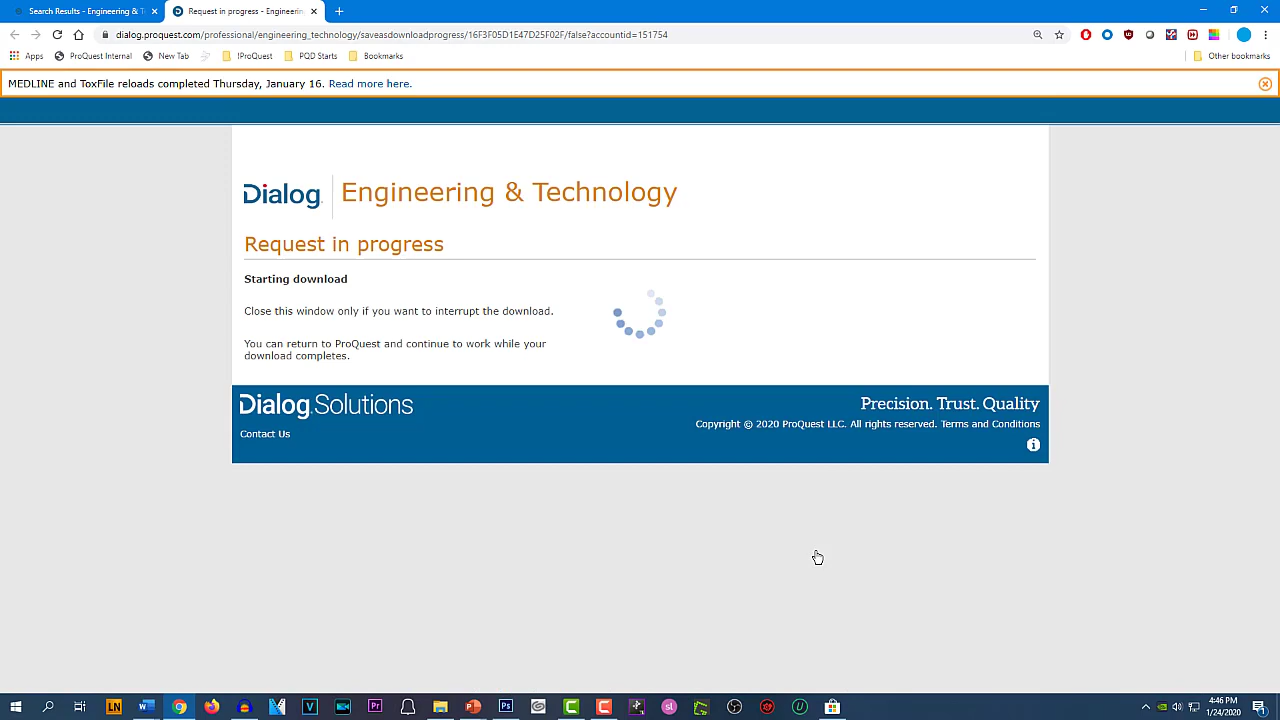 Search Results - Engineering & T
Request in progress - Engineerin
dialog.proquest.com/professional/engineering_technology/saveasdownloadprogress/16F3F05D1E47D25F02F/false?accountid=151754
Apps ProQuest Internal New Tab !ProQuest PQD Starts Bookmarks Other bookmarks
MEDLINE and ToxFile reloads completed Thursday, January 16. Read more here.
Dialog Engineering & Technology
Request in progress
Starting download
Close this window only if you want to interrupt the download.
You can return to ProQuest and continue to work while your
download completes.
Dialog Solutions
Precision. Trust. Quality
Copyright © 2020 ProQuest LLC. All rights reserved. Terms and Conditions
Contact Us
4:46 PM
1/24/2020